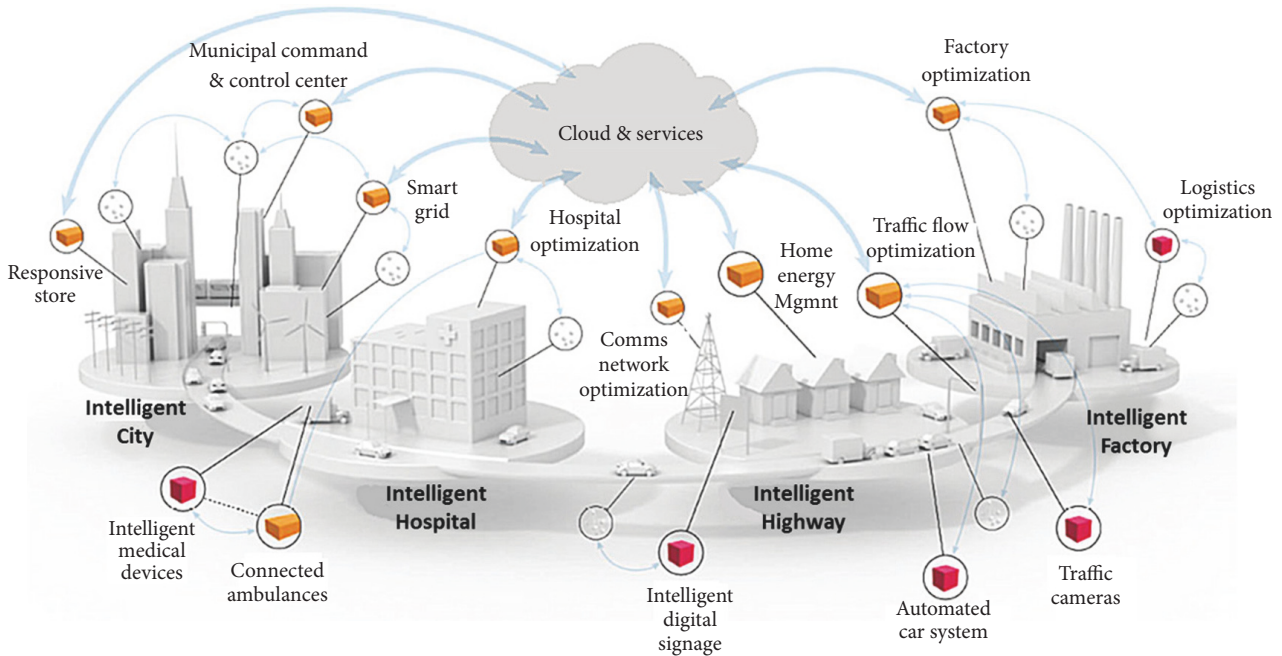 Municipal command
& control center
Factory
optimization
Cloud & services
Smart
grid
Logistics
optimization
Hospital
optimization
Traffic flow
optimization
Responsive
store
Home
energy
Mgmnt
Comms
network
optimization
Intelligent
City
Intelligent
Factory
Intelligent
Hospital
Intelligent
Highway
Intelligent
medical
devices
Connected
ambulances
Intelligent
digital
signage
Automated
car system
Traffic
cameras